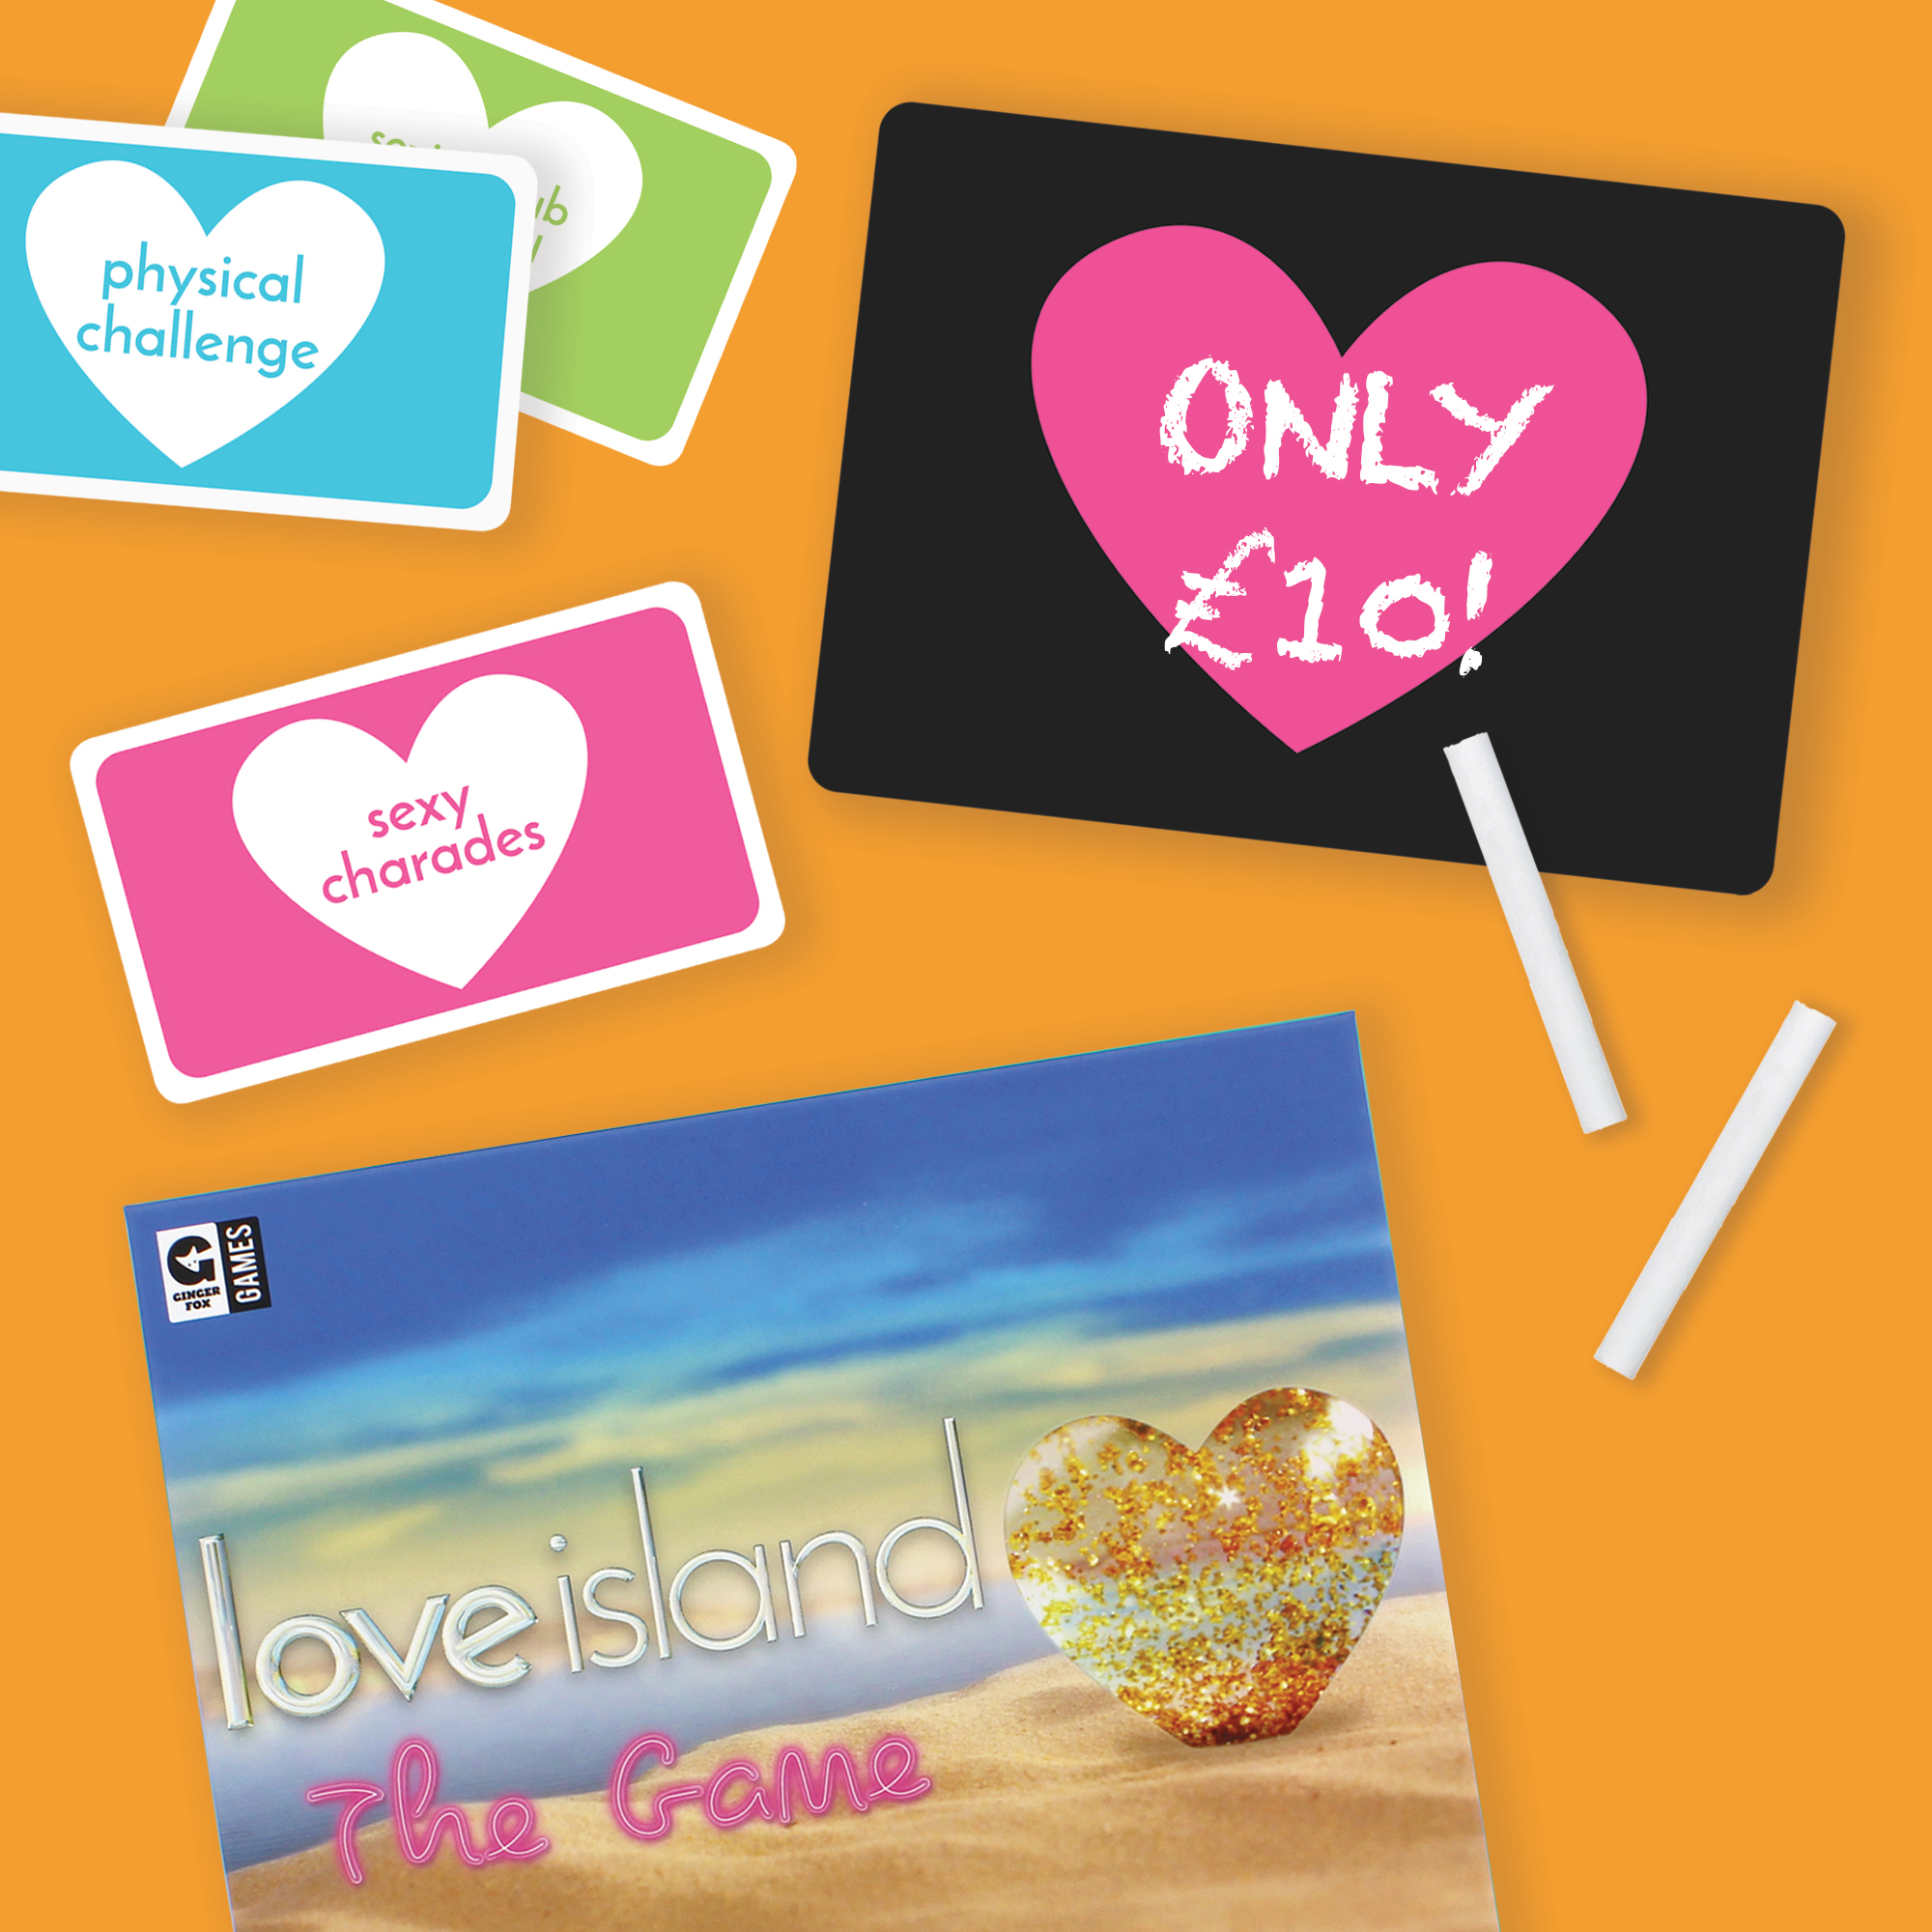 physical
challenge
ONLY
£10!
sexy
charades
GINGER
FOX
GAMES
love island
The Game